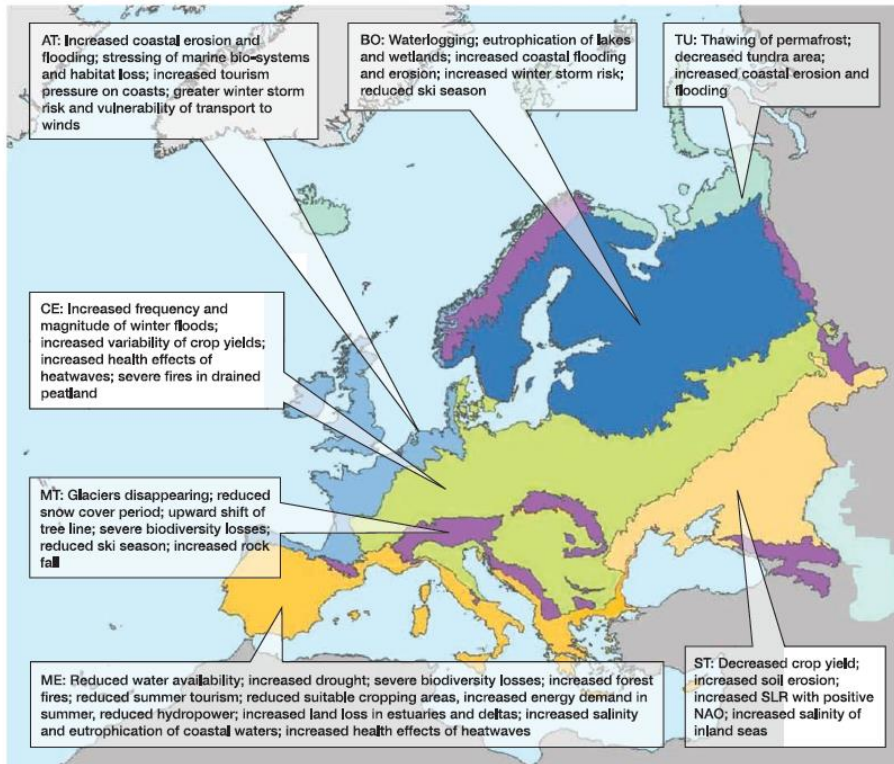 AT: Increased coastal erosion and
flooding; stressing of marine bio-systems
and habitat loss; increased tourism
pressure on coasts; greater winter storm
risk and vulnerability of transport to
winds
BO: Waterlogging; eutrophication of lakes
and wetlands; increased coastal flooding
and erosion; increased winter storm risk;
reduced ski season
TU: Thawing of permafrost;
decreased tundra area;
increased coastal erosion and
flooding
CE: Increased frequency and
magnitude of winter floods;
increased variability of crop yields;
increased health effects of
heatwaves; severe fires in drained
peatland
MT: Glaciers disappearing; reduced
snow cover period; upward shift of
tree line; severe biodiversity losses;
reduced ski season; increased rock
fall
ME: Reduced water availability; increased drought; severe biodiversity losses; increased forest
fires; reduced summer tourism; reduced suitable cropping areas, increased energy demand in
summer, reduced hydropower; increased land loss in estuaries and deltas; increased salinity
and eutrophication of coastal waters; increased health effects of heatwaves
ST: Decreased crop yield;
increased soil erosion;
increased SLR with positive
NAO; increased salinity of
inland seas